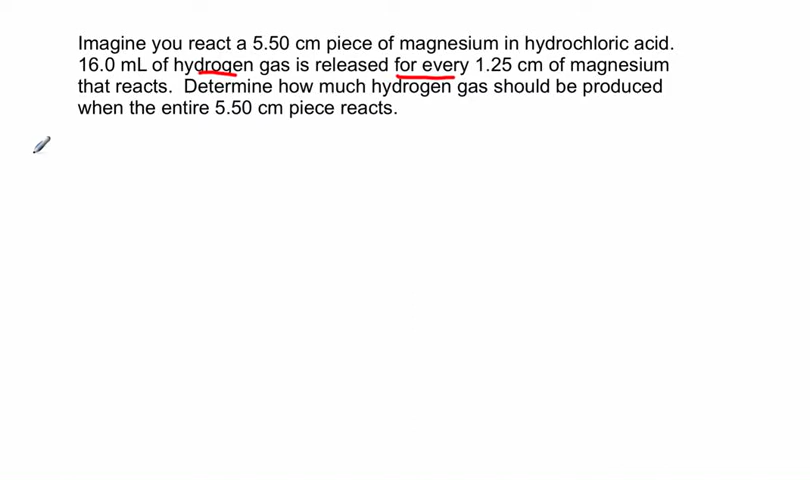 Imagine you react a 5.50 cm piece of magnesium in hydrochloric acid.
16.0 mL of hydrogen gas is released for every 1.25 cm of magnesium
that reacts.  Determine how much hydrogen gas should be produced
when the entire 5.50 cm piece reacts.